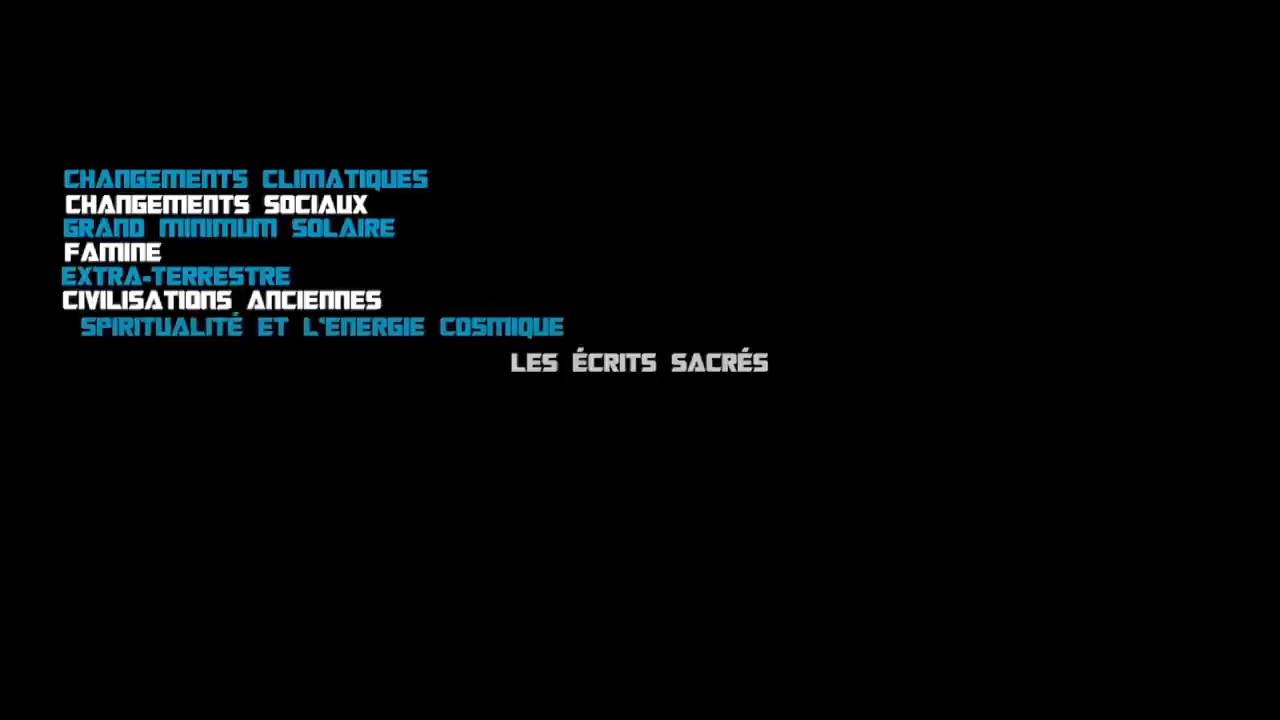 CHANGEMENTS CLIMATIQUES
CHANGEMENTS SOCIAUX
GRAND MINIMUM SOLAIRE
FAMINE
EXTRA-TERRESTRE
CIVILISATIONS ANCIENNES
SPIRITUALITÉ ET L'ENERGIE COSMIQUE
LES ÉCRITS SACRÉS